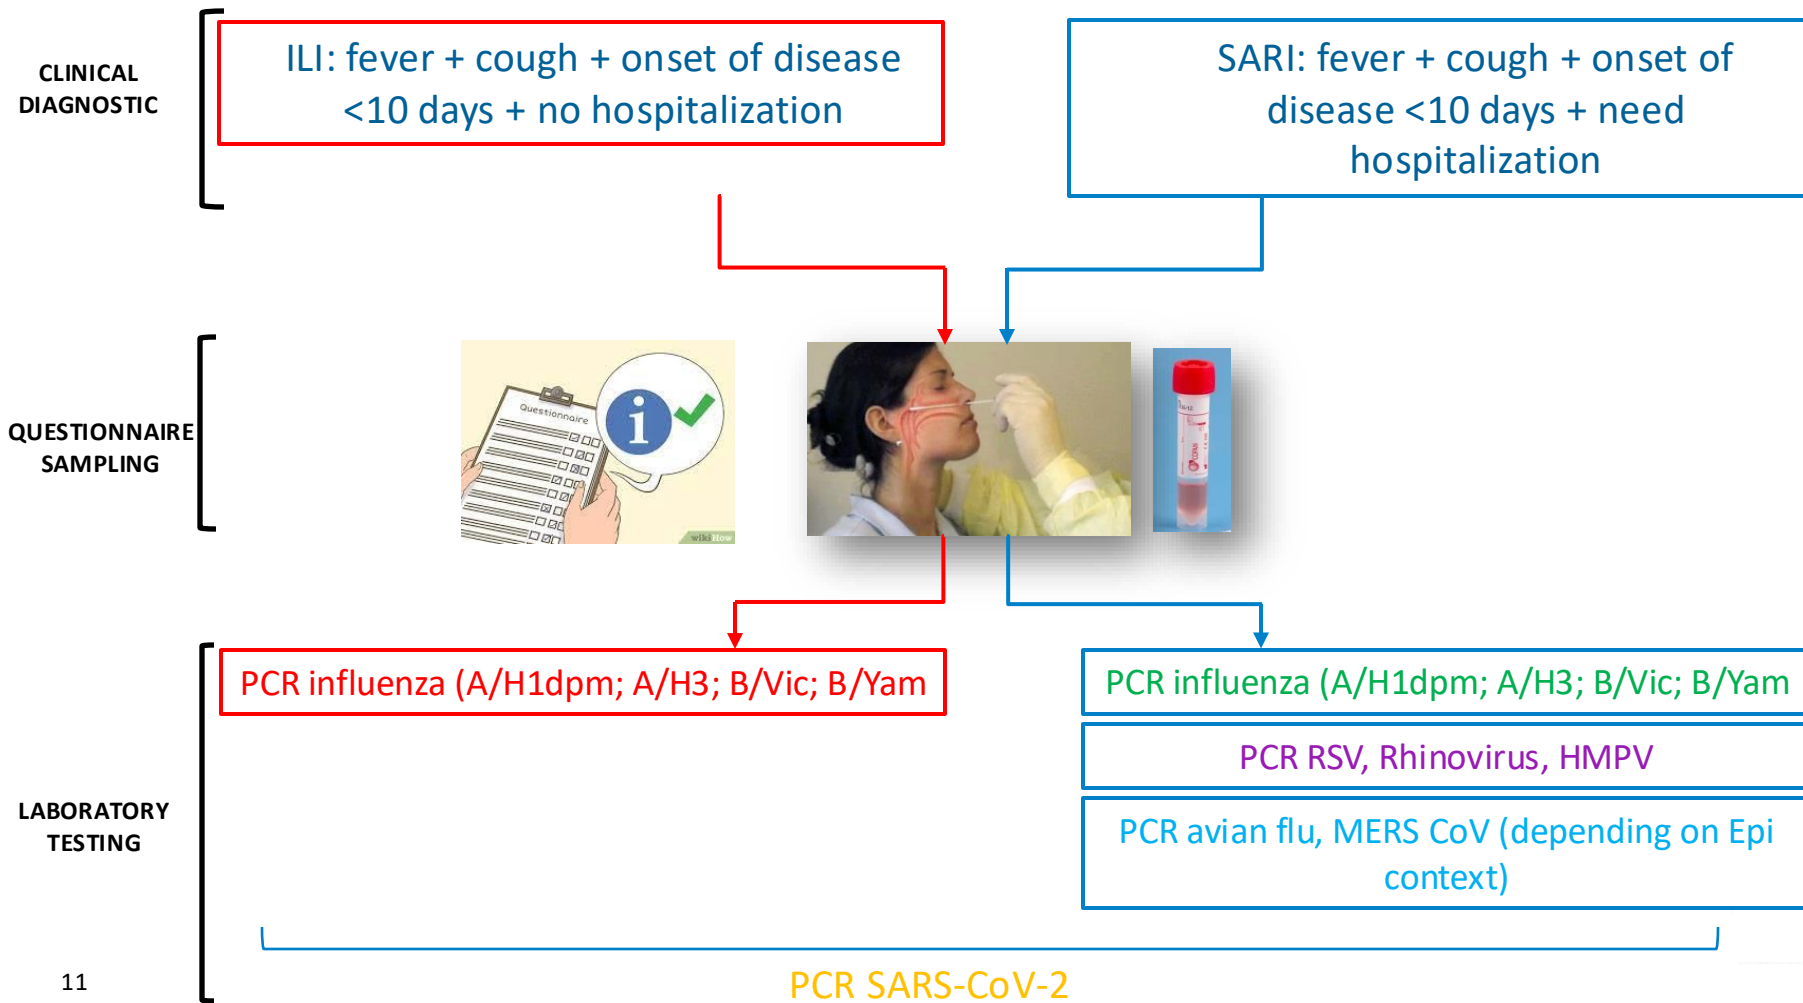 CLINICAL
DIAGNOSTIC
ILI: fever + cough + onset of disease
<10 days + no hospitalization
SARI: fever + cough + onset of
disease <10 days + need
hospitalization
QUESTIONNAIRE
SAMPLING
Questionnaire
i
wikiHow
COPAN
LABORATORY
TESTING
PCR influenza (A/H1dpm; A/H3; B/Vic; B/Yam
PCR influenza (A/H1dpm; A/H3; B/Vic; B/Yam
PCR RSV, Rhinovirus, HMPV
PCR avian flu, MERS CoV (depending on Epi
context)
PCR SARS-CoV-2
11